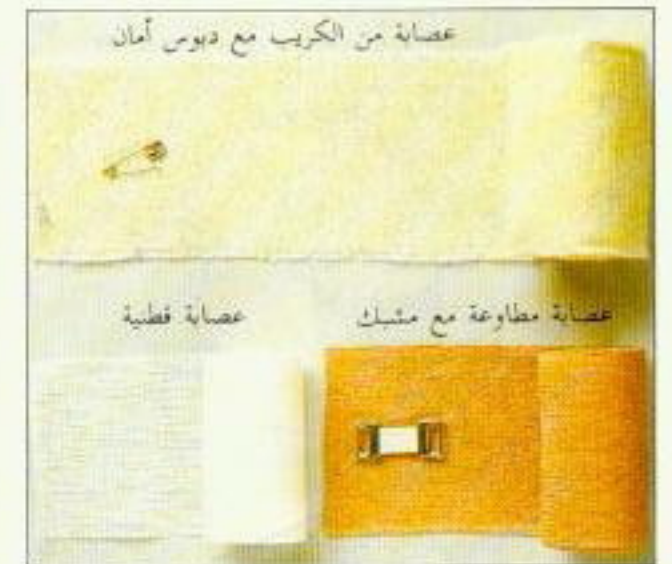 عصابة من الكريب مع دبوس أمان
عصابة مطاوعة مع مشبك
عصابة قطنية